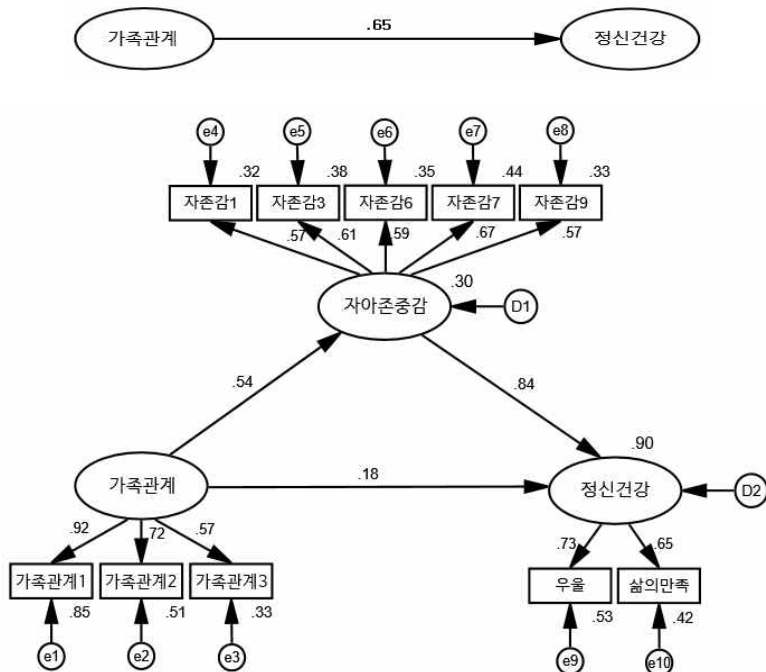 .65
가족관계 정신건강
e4 e5 e6 e7 e8
.32 .38 .35 .44 .33
자존감1 자존감3 자존감6 자존감7 자존감9
.57 .61 .59 .67 .57
.30
자아존중감 D1
.54 .84
.90
가족관계 .18 정신건강 D2
.92 .72 .57 .73 .65
가족관계1 가족관계2 가족관계3 우울 삶의만족
.85 .51 .33 .53 .42
e1 e2 e3 e9 e10